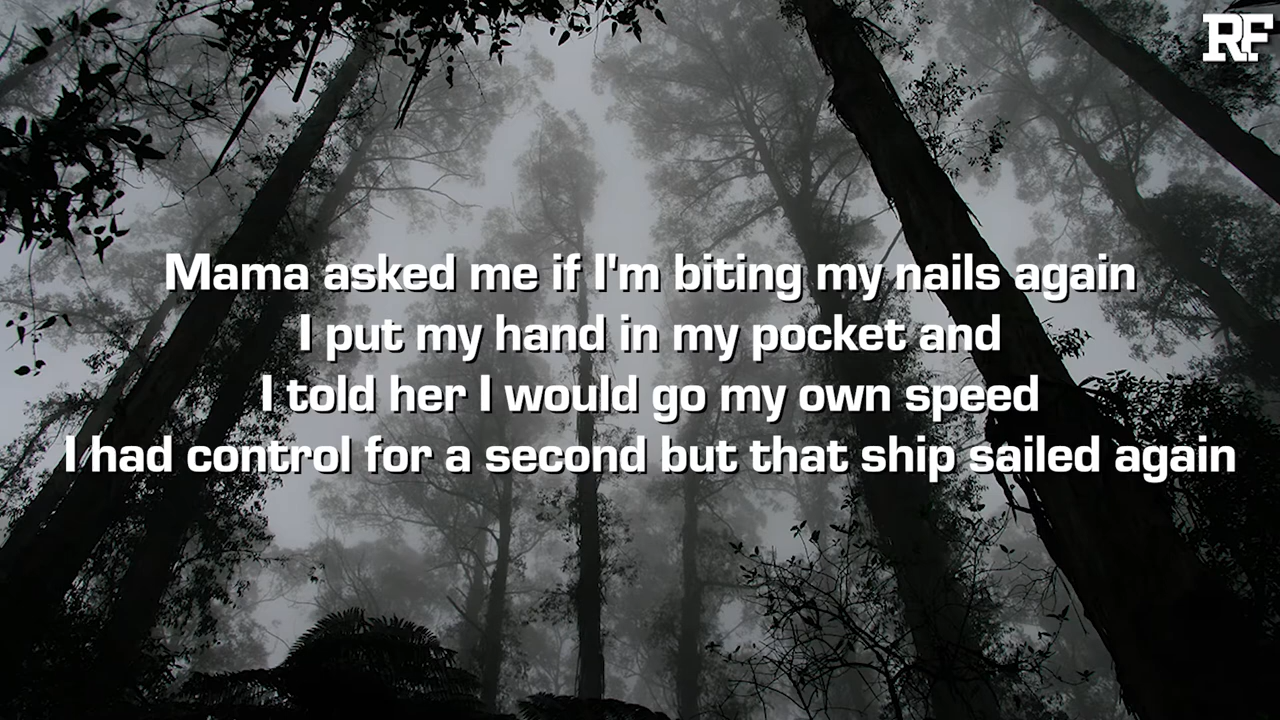 RF
Mama asked me if I'm biting my nails again
I put my hand in my pocket and
I told her I would go my own speed
I had control for a second but that ship sailed again